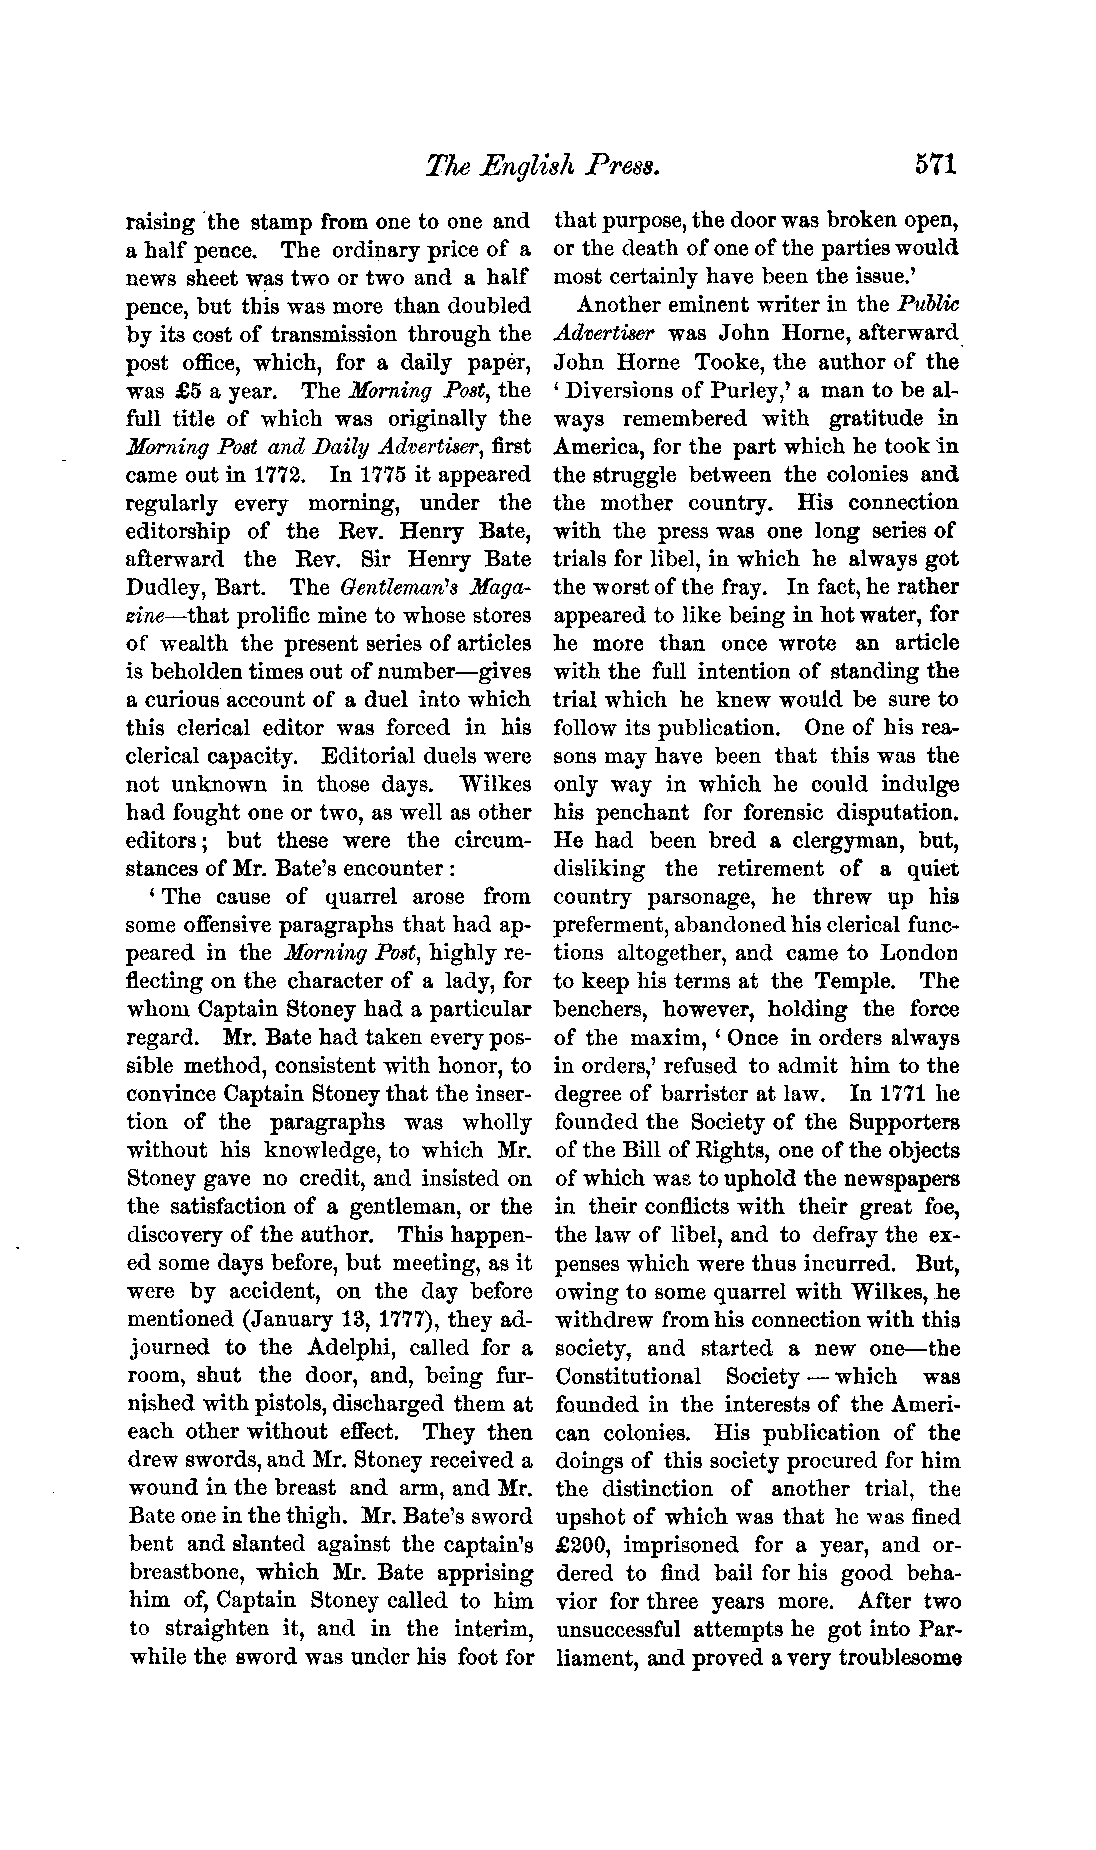 The English Press. 571
raising the stamp from one to one and
a half pence. The ordinary price of a
news sheet was two or two and a half
pence, but this was more than doubled
by its cost of transmission through the
post office, which, for a daily paper,
was £5 a year. The Morning Post, the
full title of which was originally the
Morning Post and Daily Advertiser, first
came out in 1772. In 1775 it appeared
regularly every morning, under the
editorship of the Rev. Henry Bate,
afterward the Rev. Sir Henry Bate
Dudley, Bart. The Gentleman's Maga-
zine—that prolific mine to whose stores
of wealth the present series of articles
is beholden times out of number—gives
a curious account of a duel into which
this clerical editor was forced in his
clerical capacity. Editorial duels were
not unknown in those days. Wilkes
had fought one or two, as well as other
editors; but these were the circum-
stances of Mr. Bate's encounter:
‘The cause of quarrel arose from
some offensive paragraphs that had ap-
peared in the Morning Post, highly re-
flecting on the character of a lady, for
whom Captain Stoney had a particular
regard. Mr. Bate had taken every pos-
sible method, consistent with honor, to
convince Captain Stoney that the inser-
tion of the paragraphs was wholly
without his knowledge, to which Mr.
Stoney gave no credit, and insisted on
the satisfaction of a gentleman, or the
discovery of the author. This happen-
ed some days before, but meeting, as it
were by accident, on the day before
mentioned (January 13, 1777), they ad-
journed to the Adelphi, called for a
room, shut the door, and, being fur-
nished with pistols, discharged them at
each other without effect. They then
drew swords, and Mr. Stoney received a
wound in the breast and arm, and Mr.
Bate one in the thigh. Mr. Bate's sword
bent and slanted against the captain's
breastbone, which Mr. Bate apprising
him of, Captain Stoney called to him
to straighten it, and in the interim,
while the sword was under his foot for
that purpose, the door was broken open,
or the death of one of the parties would
most certainly have been the issue.’
Another eminent writer in the Public
Advertiser was John Horne, afterward
John Horne Tooke, the author of the
‘Diversions of Purley,’ a man to be al-
ways remembered with gratitude in
America, for the part which he took in
the struggle between the colonies and
the mother country. His connection
with the press was one long series of
trials for libel, in which he always got
the worst of the fray. In fact, he rather
appeared to like being in hot water, for
he more than once wrote an article
with the full intention of standing the
trial which he knew would be sure to
follow its publication. One of his rea-
sons may have been that this was the
only way in which he could indulge
his penchant for forensic disputation.
He had been bred a clergyman, but,
disliking the retirement of a quiet
country parsonage, he threw up his
preferment, abandoned his clerical func-
tions altogether, and came to London
to keep his terms at the Temple. The
benchers, however, holding the force
of the maxim, ‘Once in orders always
in orders,’ refused to admit him to the
degree of barrister at law. In 1771 he
founded the Society of the Supporters
of the Bill of Rights, one of the objects
of which was to uphold the newspapers
in their conflicts with their great foe,
the law of libel, and to defray the ex-
penses which were thus incurred. But,
owing to some quarrel with Wilkes, he
withdrew from his connection with this
society, and started a new one—the
Constitutional Society—which was
founded in the interests of the Ameri-
can colonies. His publication of the
doings of this society procured for him
the distinction of another trial, the
upshot of which was that he was fined
£200, imprisoned for a year, and or-
dered to find bail for his good beha-
vior for three years more. After two
unsuccessful attempts he got into Par-
liament, and proved a very troublesome